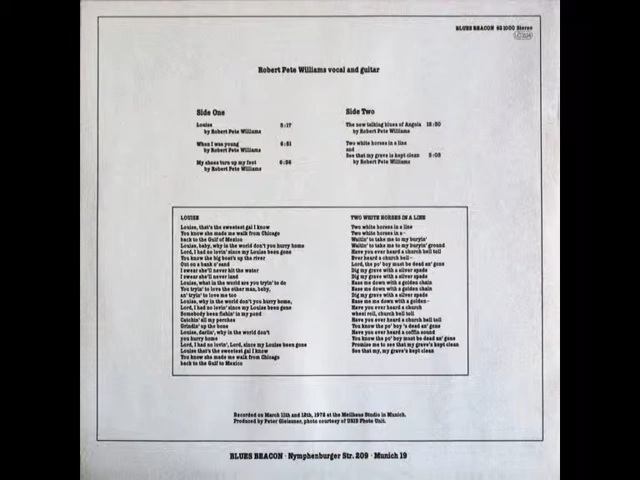 BLUES BEACON 62 1000 Stereo
Robert Pete Williams vocal and guitar
Side One
Louise 5:17
by Robert Pete Williams
When I was young 6:51
by Robert Pete Williams
My shoes turn up my feet 6:56
by Robert Pete Williams
Side Two
The new talking blues of Angola 15:50
by Robert Pete Williams
Two white horses in a line
and
See that my grave is kept clean 3:08
by Robert Pete Williams
LOUISE
Louise, that's the sweetest gal I know
You know she made me walk from Chicago
back to the Gulf of Mexico
Louise, baby, why in the world don't you hurry home
Lord, I had no lovin' since my Louise been gone
You know the big boat's up the river
Out on a bank o' sand
I swear she'll never hit the water
I swear she'll never land
Louise, what in the world are you tryin' to do
You tryin' to love the other man, baby,
an' tryin' to love me too
Louise, why in the world don't you hurry home,
Lord, I had no lovin' since my Louise been gone
Somebody been fishin' in my pond
Catchin' all my perches
Grindin' up the bone
Louise, darlin', why in the world don't
you hurry home
Lord, I had no lovin', Lord, since my Louise been gone
Louise that's the sweetest gal I know
You know she made me walk from Chicago
back to the Gulf to Mexico
TWO WHITE HORSES IN A LINE
Two white horses in a line
Two white horses in a -
Waitin' to take me to my buryin'
Waitin' to take me to my buryin' ground
Have you ever heard a church bell toll
Ever heard a church bell -
Lord, the po' boy must be dead an' gone
Dig my grave with a silver spade
Dig my grave with a silver spade
Ease me down with a golden chain
Ease me down with a golden chain
Dig my grave with a silver spade
Ease me down with a golden -
Have you ever heard a church
wheel roll, church bell toll
Have you ever heard a church bell toll
You know the po' boy 's dead an' gone
Have you ever heard a coffin sound
You know the po' boy must be dead an' gone
Promise me to see that my grave's kept clean
See that my, my grave's kept clean
Recorded on March 11th and 12th, at the Studio in Munich.
Produced by Peter Gleissner, photo courtesy of USIS Photo Unit.
BLUES BEACON · Nymphenburger Str. 209 · Munich 19